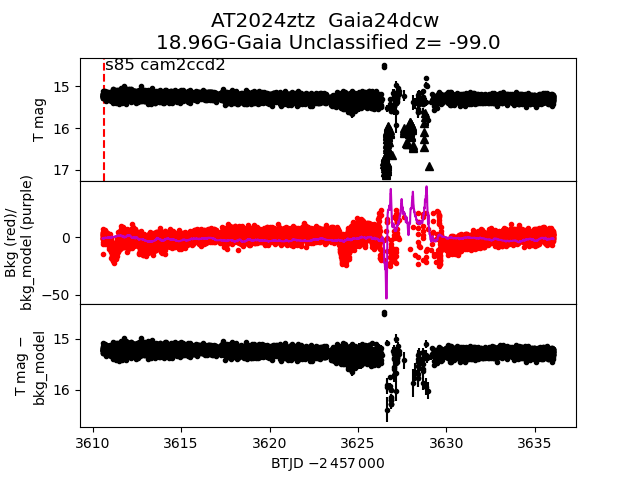 AT2024ztz  Gaia24dcw
18.96G-Gaia Unclassified z= -99.0
s85 cam2ccd2
15
16
17
T mag
0
−50
Bkg (red)/
bkg_model (purple)
15
16
T mag −
bkg_model
3610
3615
3620
3625
3630
3635
BTJD −2 457 000